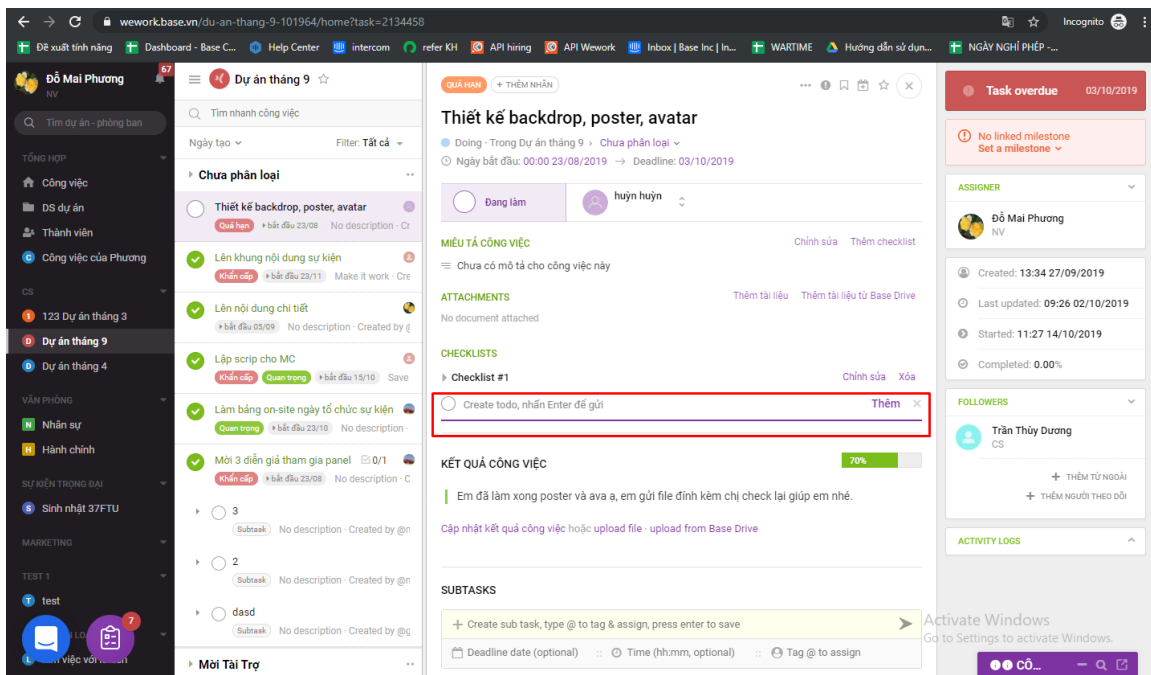 wework.base.vn/du-an-thang-9-101964/home?task=2134458
Incognito
Đề xuất tính năng
Dashboard - Base C...
Help Center
intercom
refer KH
API hiring
API Wework
Inbox | Base Inc | In...
WARTIME
Hướng dẫn sử dụn...
NGÀY NGHỈ PHÉP -...
Đỗ Mai Phương
NV
67
Tìm dự án - phòng ban
TỔNG HỢP
Công việc
DS dự án
Thành viên
Công việc của Phương
CS
123 Dự án tháng 3
Dự án tháng 9
Dự án tháng 4
VĂN PHÒNG
Nhân sự
Hành chính
SỰ KIỆN TRỌNG ĐẠI
Sinh nhật 37FTU
MARKETING
TEST 1
test
7
Dự án tháng 9
Tìm nhanh công việc
Ngày tạo
Filter: Tất cả
Chưa phân loại
Thiết kế backdrop, poster, avatar
Quá hạn bắt đầu 23/08 No description · Cr
Lên khung nội dung sự kiện
Khẩn cấp bắt đầu 23/11 Make it work · Cre
Lên nội dung chi tiết
bắt đầu 05/09 No description · Created by @
Lập scrip cho MC
Khẩn cấp Quan trọng bắt đầu 15/10 Save
Làm bảng on-site ngày tổ chức sự kiện
Quan trọng bắt đầu 23/10 No description ·
Mời 3 diễn giả tham gia panel 0/1
Khẩn cấp bắt đầu 23/08 No description · C
3
Subtask No description · Created by @n
2
Subtask No description · Created by @n
dasd
Subtask No description · Created by @g
Mời Tài Trợ
QUÁ HẠN + THÊM NHÃN
Thiết kế backdrop, poster, avatar
Doing · Trong Dự án tháng 9 › Chưa phân loại
Ngày bắt đầu: 00:00 23/08/2019 → Deadline: 03/10/2019
Đang làm
huỳn huỳn
MIÊU TẢ CÔNG VIỆC
Chỉnh sửa Thêm checklist
Chưa có mô tả cho công việc này
ATTACHMENTS
Thêm tài liệu Thêm tài liệu từ Base Drive
No document attached
CHECKLISTS
Checklist #1
Chỉnh sửa Xóa
Create todo, nhấn Enter để gửi
Thêm ×
KẾT QUẢ CÔNG VIỆC
70%
Em đã làm xong poster và ava ạ, em gửi file đính kèm chị check lại giúp em nhé.
Cập nhật kết quả công việc hoặc upload file · upload from Base Drive
SUBTASKS
+ Create sub task, type @ to tag & assign, press enter to save
Deadline date (optional) :: Time (hh:mm, optional) :: Tag @ to assign
Task overdue 03/10/2019
No linked milestone
Set a milestone
ASSIGNER
Đỗ Mai Phương
NV
Created: 13:34 27/09/2019
Last updated: 09:26 02/10/2019
Started: 11:27 14/10/2019
Completed: 0.00%
FOLLOWERS
Trần Thùy Dương
CS
+ THÊM TỪ NGOÀI
+ THÊM NGƯỜI THEO DÕI
ACTIVITY LOGS
Activate Windows
Go to Settings to activate Windows.
CÔ...